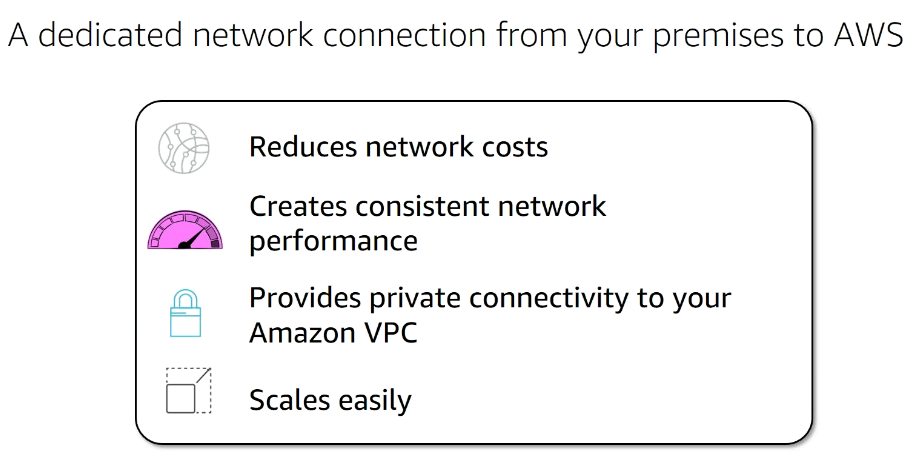 A dedicated network connection from your premises to AWS
Reduces network costs
Creates consistent network
performance
Provides private connectivity to your
Amazon VPC
Scales easily